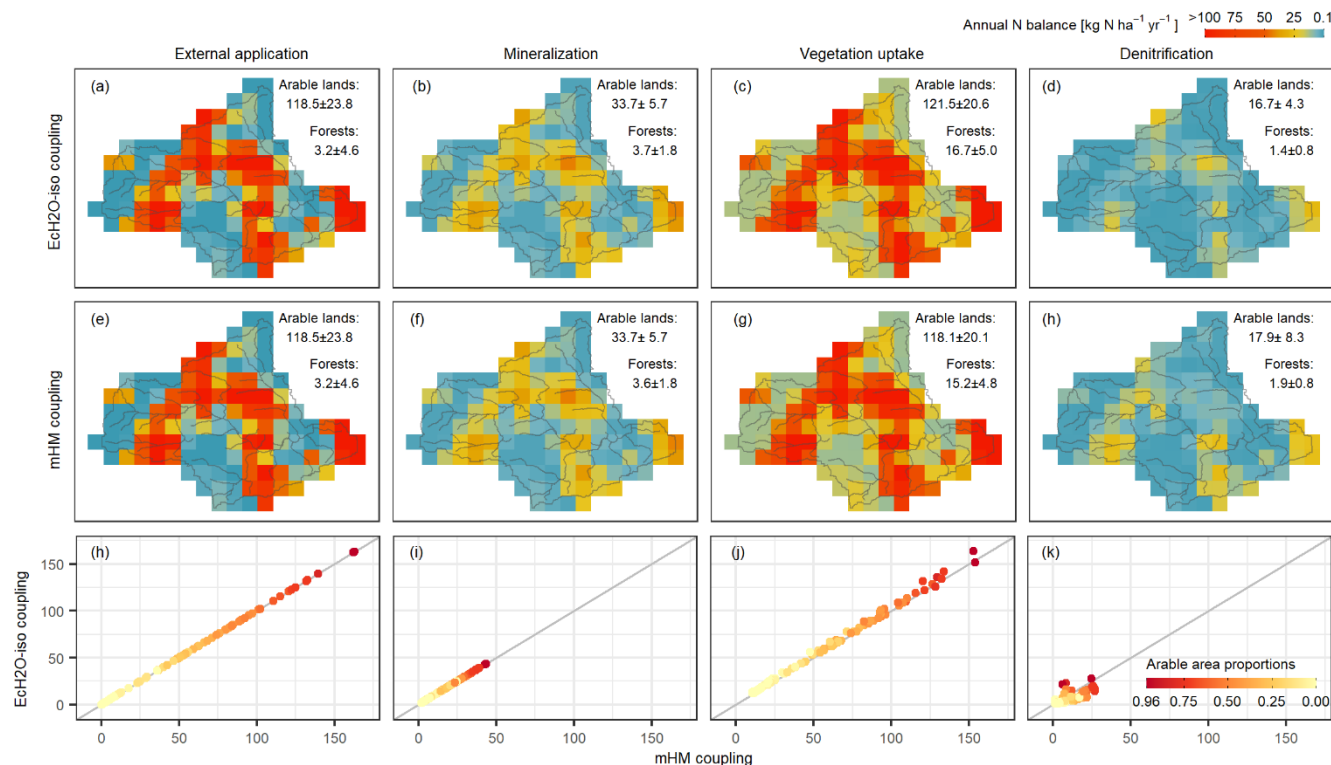 Annual N balance [kg N ha⁻¹ yr⁻¹ ] >100 75 50 25 0.1
External application Mineralization Vegetation uptake Denitrification
EcH2O-iso coupling
(a) Arable lands:
118.5±23.8
Forests:
3.2±4.6
(b) Arable lands:
33.7± 5.7
Forests:
3.7±1.8
(c) Arable lands:
121.5±20.6
Forests:
16.7±5.0
(d) Arable lands:
16.7± 4.3
Forests:
1.4±0.8
mHM coupling
(e) Arable lands:
118.5±23.8
Forests:
3.2±4.6
(f) Arable lands:
33.7± 5.7
Forests:
3.6±1.8
(g) Arable lands:
118.1±20.1
Forests:
15.2±4.8
(h) Arable lands:
17.9± 8.3
Forests:
1.9±0.8
EcH2O-iso coupling
150
100
50
0
(h)
(i)
(j)
(k)
Arable area proportions
0.96 0.75 0.50 0.25 0.00
0 50 100 150 0 50 100 150 0 50 100 150 0 50 100 150
mHM coupling